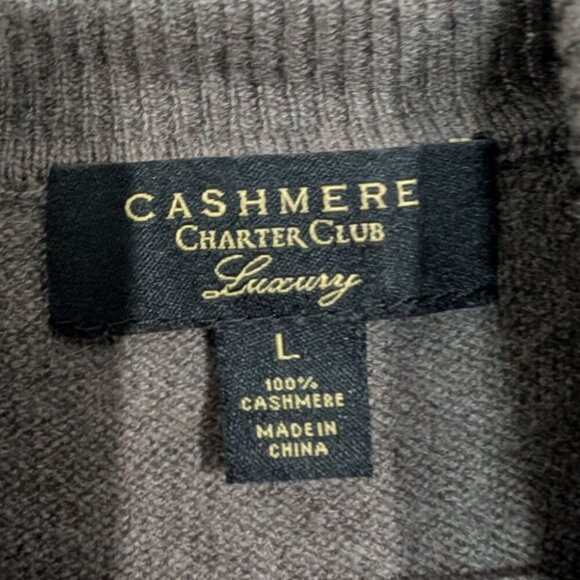 CASHMERE
CHARTER CLUB
Luxury
L
100%
CASHMERE
MADE IN
CHINA